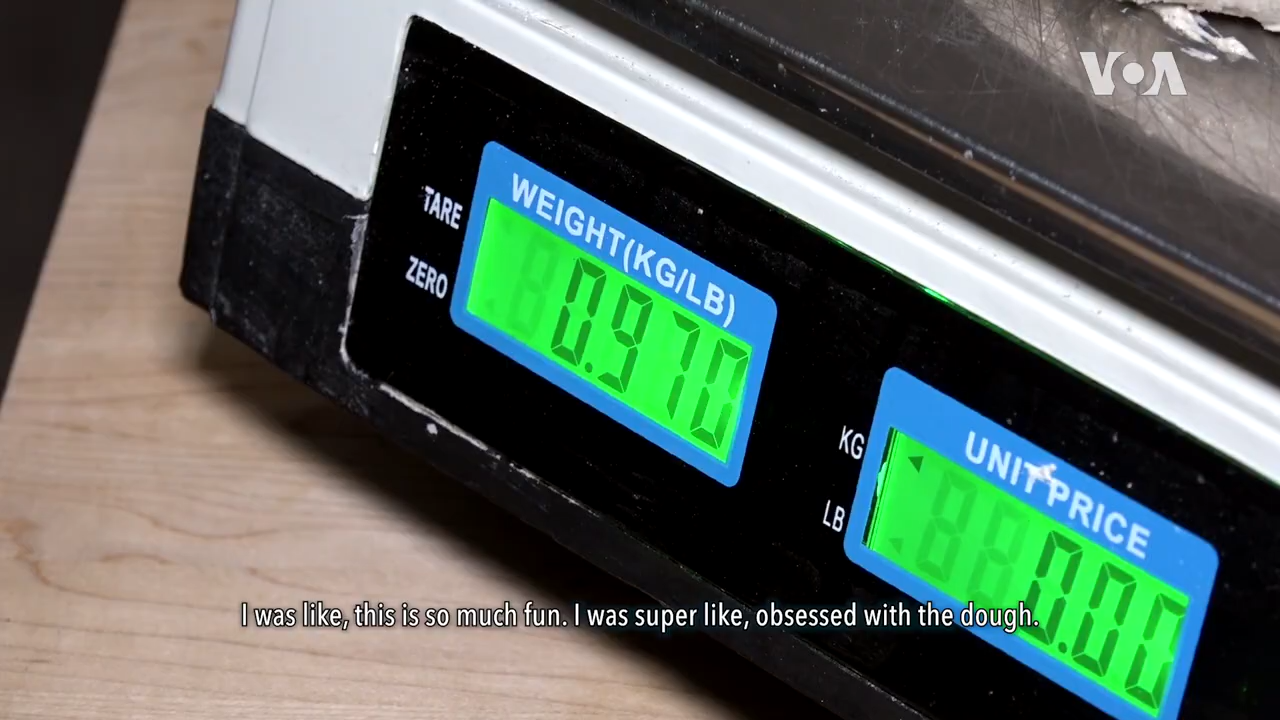 VOA
WEIGHT(KG/LB)
TARE
ZERO
0.970
UNIT PRICE
KG
LB
0.00
I was like, this is so much fun. I was super like, obsessed with the dough.